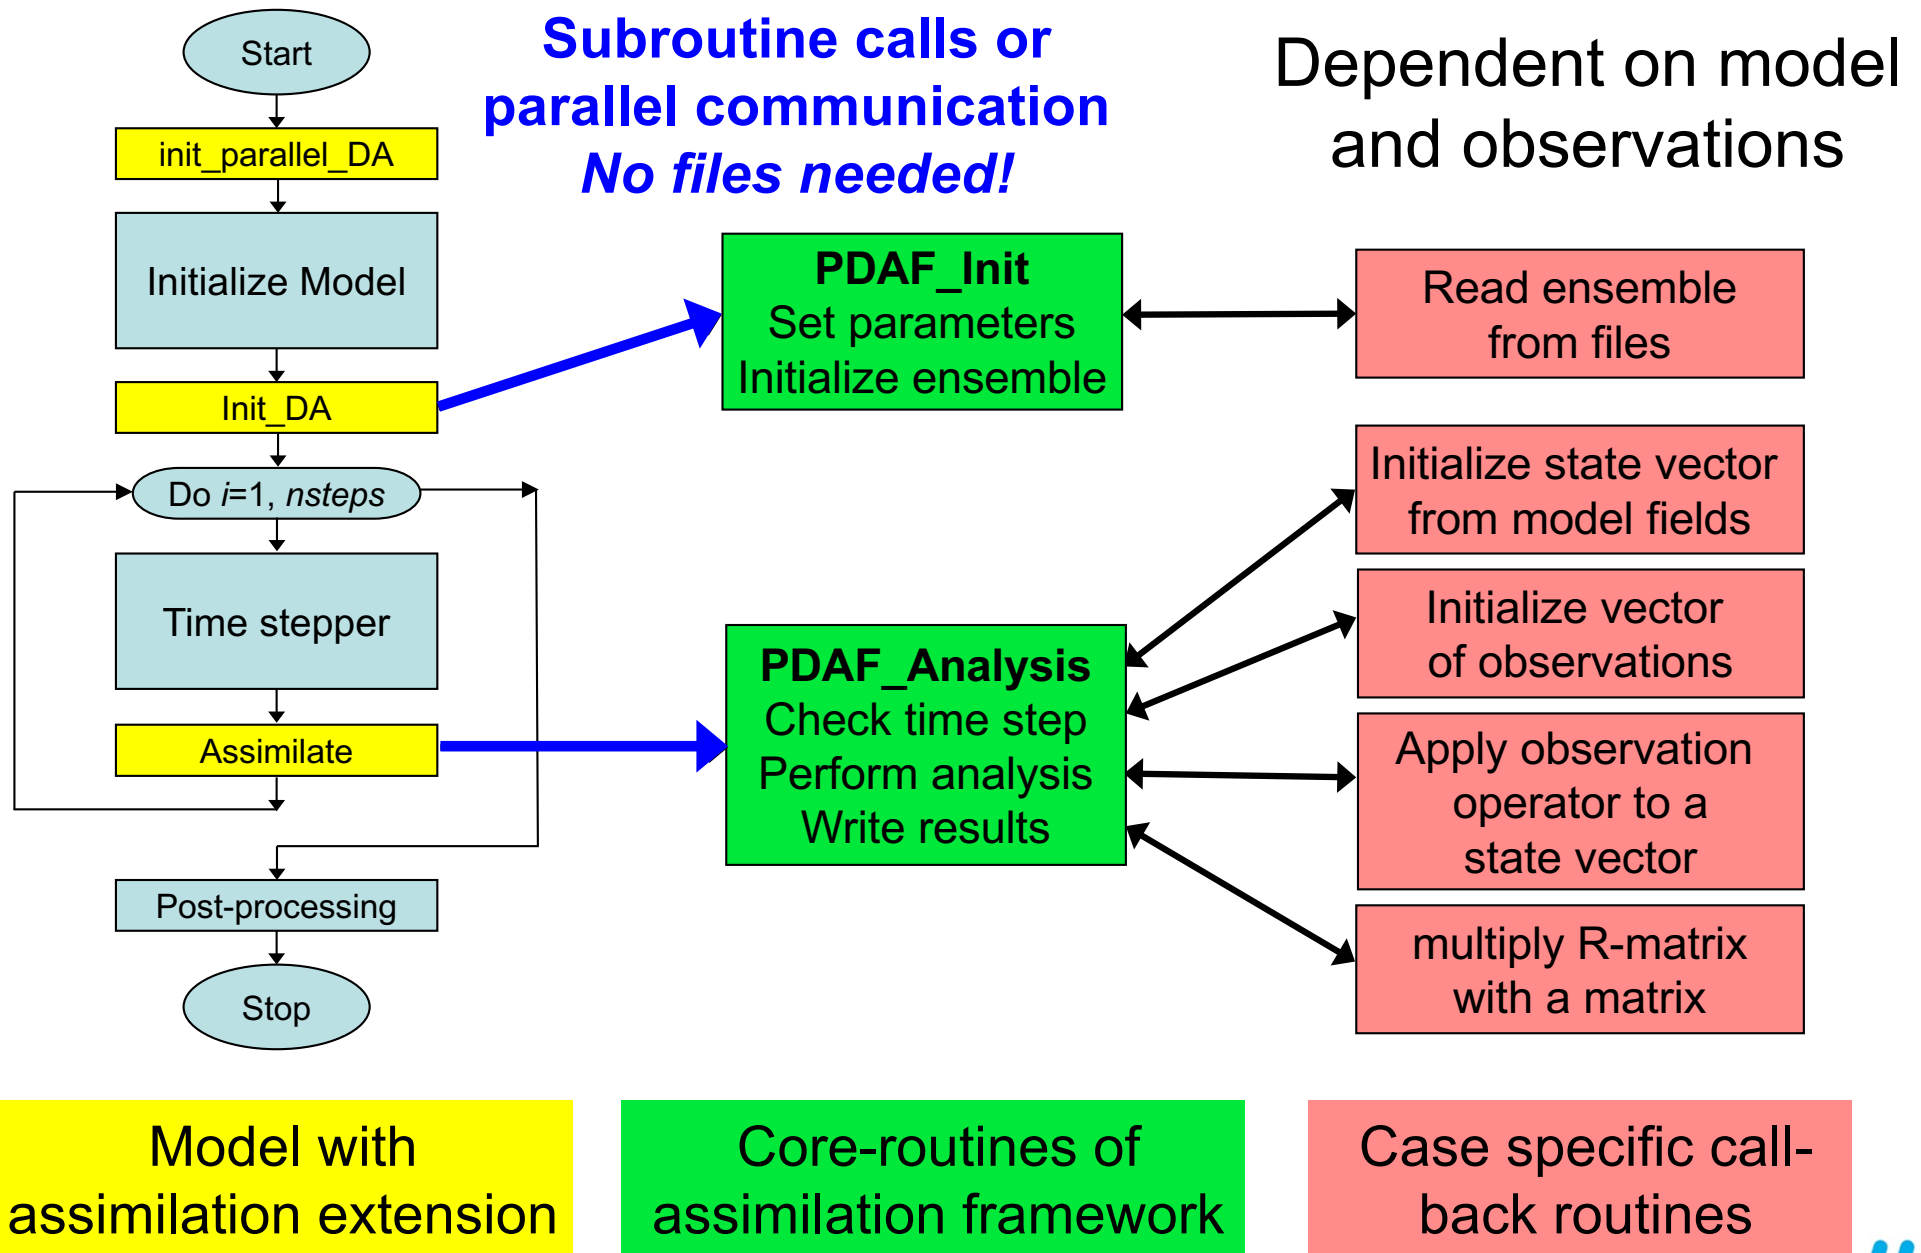 Start
init_parallel_DA
Initialize Model
Init_DA
Do i=1, nsteps
Time stepper
Assimilate
Post-processing
Stop
Subroutine calls or
parallel communication
No files needed!
PDAF_Init
Set parameters
Initialize ensemble
PDAF_Analysis
Check time step
Perform analysis
Write results
Dependent on model
and observations
Read ensemble
from files
Initialize state vector
from model fields
Initialize vector
of observations
Apply observation
operator to a
state vector
multiply R-matrix
with a matrix
Model with
assimilation extension
Core-routines of
assimilation framework
Case specific call-
back routines